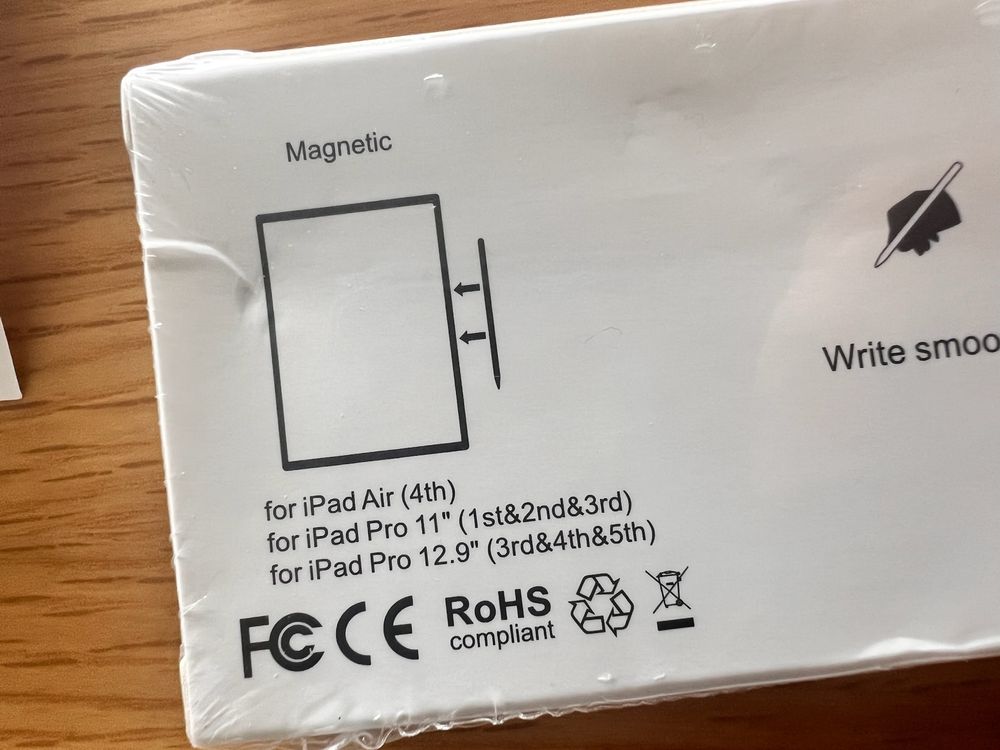 Magnetic
Write smoo
for iPad Air (4th)
for iPad Pro 11" (1st&2nd&3rd)
for iPad Pro 12.9" (3rd&4th&5th)
FC CE RoHS
compliant